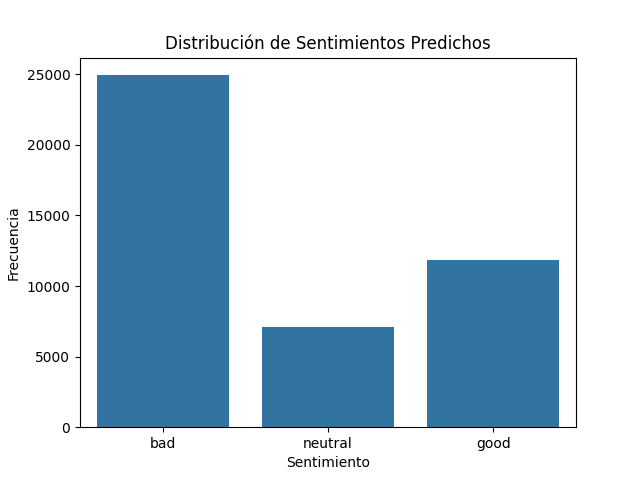 Distribución de Sentimientos Predichos
25000
20000
15000
10000
5000
0
Frecuencia
bad neutral good
Sentimiento